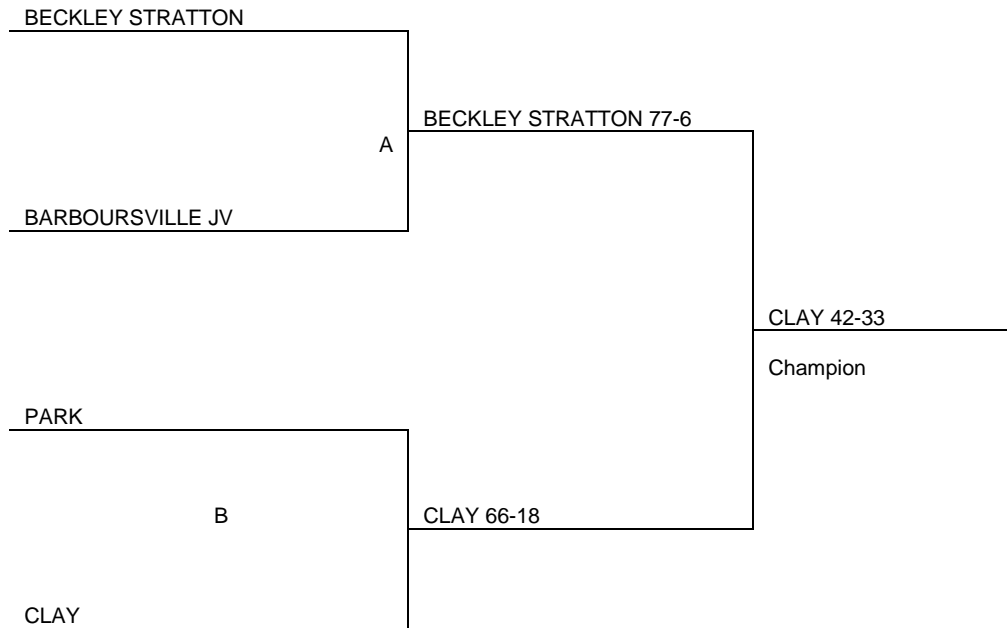 BECKLEY STRATTON
BECKLEY STRATTON 77-6
A
BARBOURSVILLE JV
CLAY 42-33
Champion
PARK
B
CLAY 66-18
CLAY